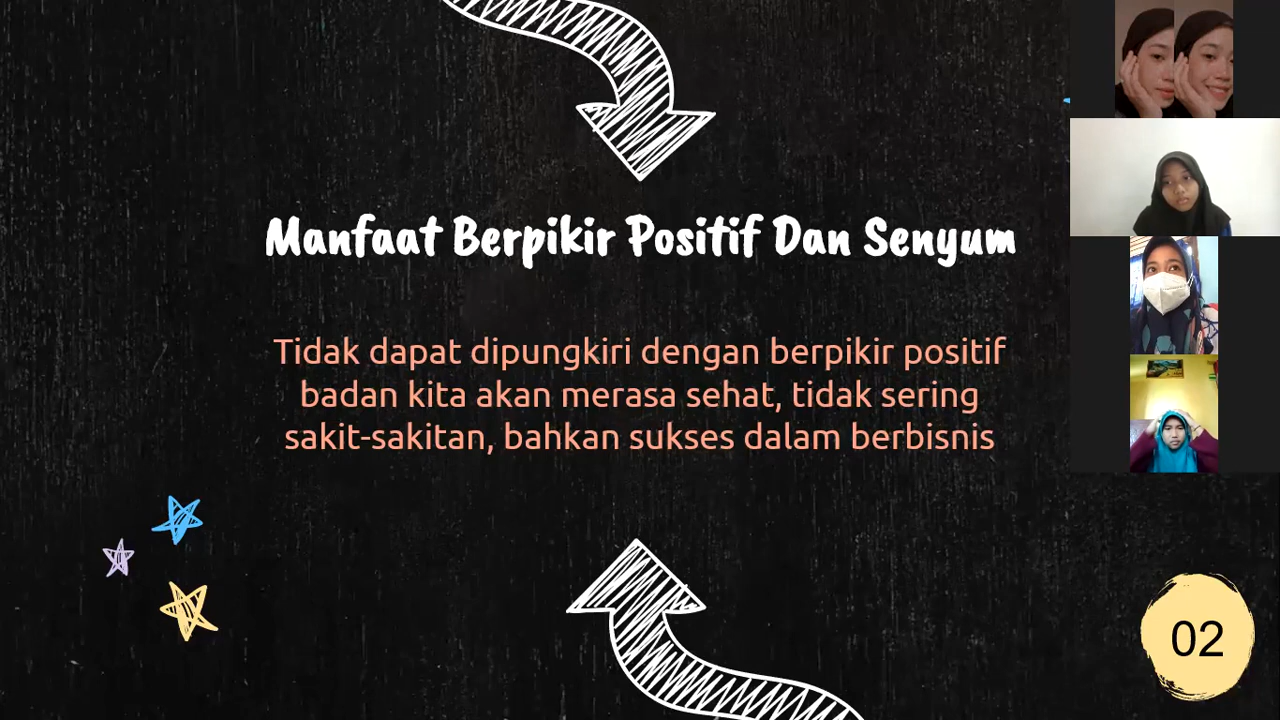 Manfaat Berpikir Positif Dan Senyum
Tidak dapat dipungkiri dengan berpikir positif
badan kita akan merasa sehat, tidak sering
sakit-sakitan, bahkan sukses dalam berbisnis
02